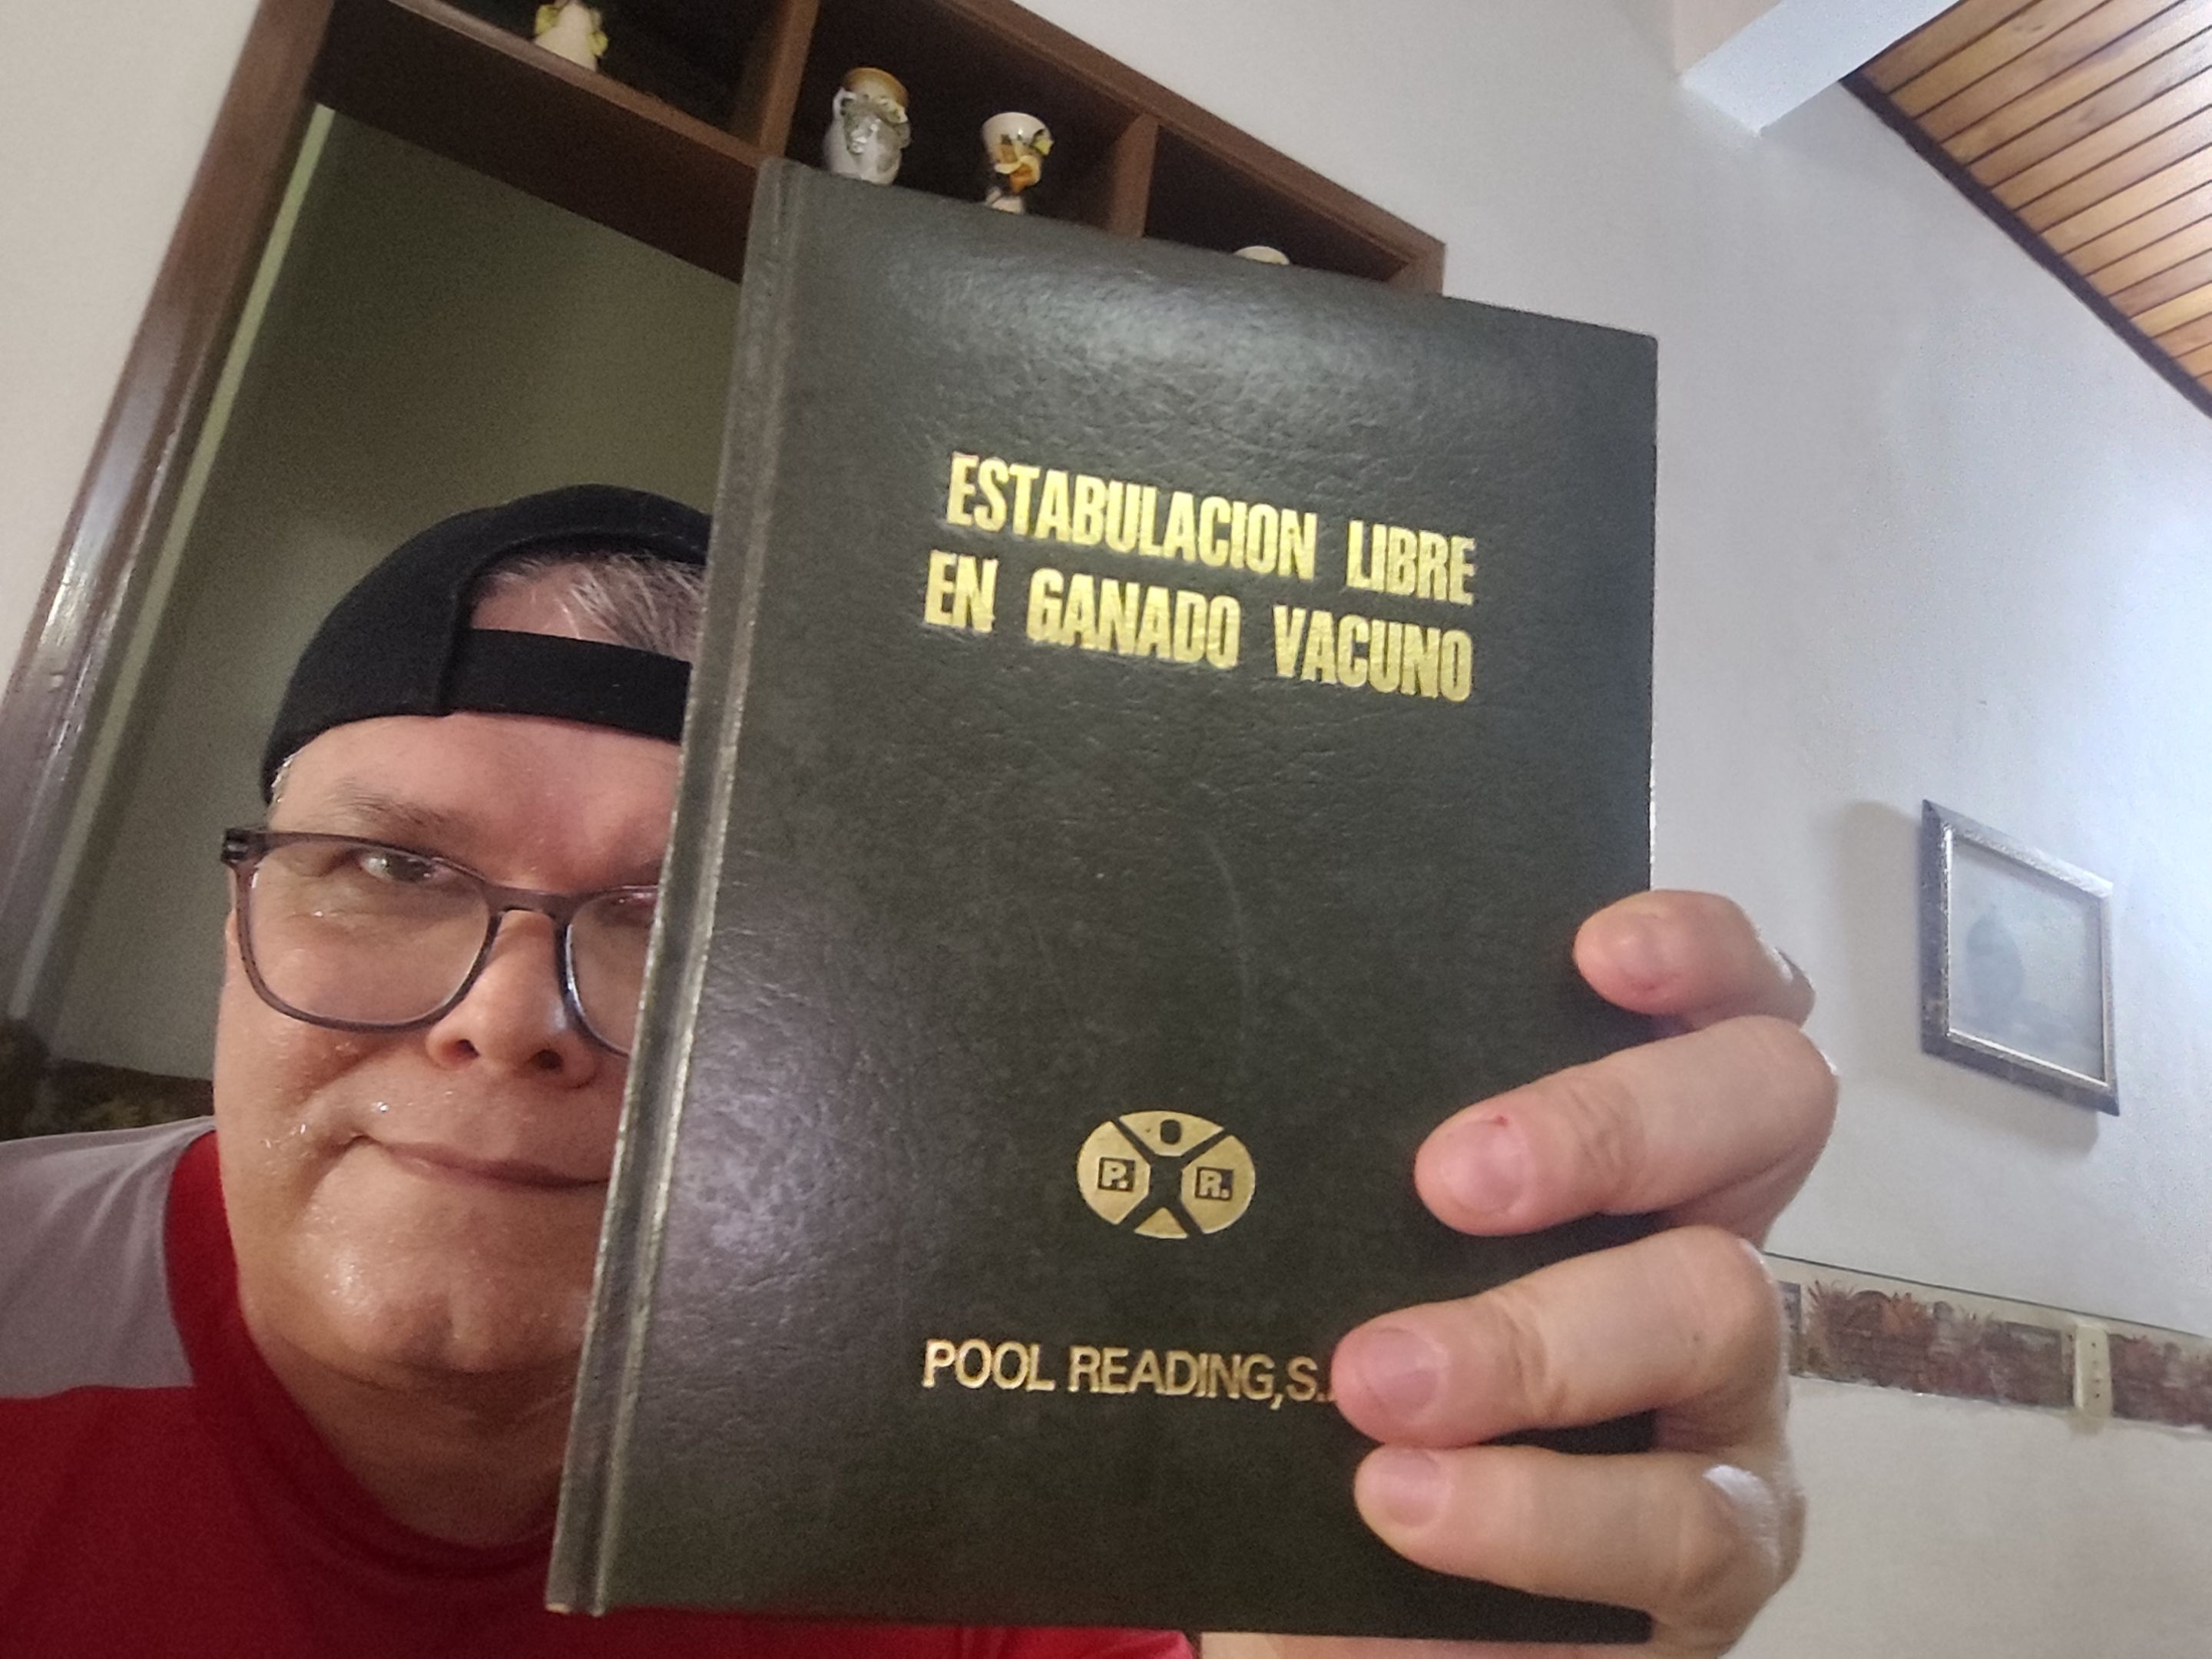 ESTABULACION LIBRE
EN GANADO VACUNO
P. R.
POOL READING, S.